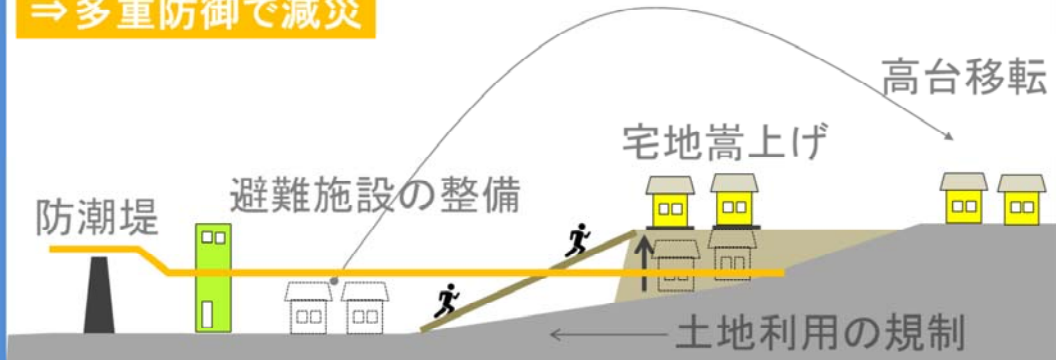 ⇒多重防御で減災
高台移転
宅地嵩上げ
避難施設の整備
防潮堤
土地利用の規制